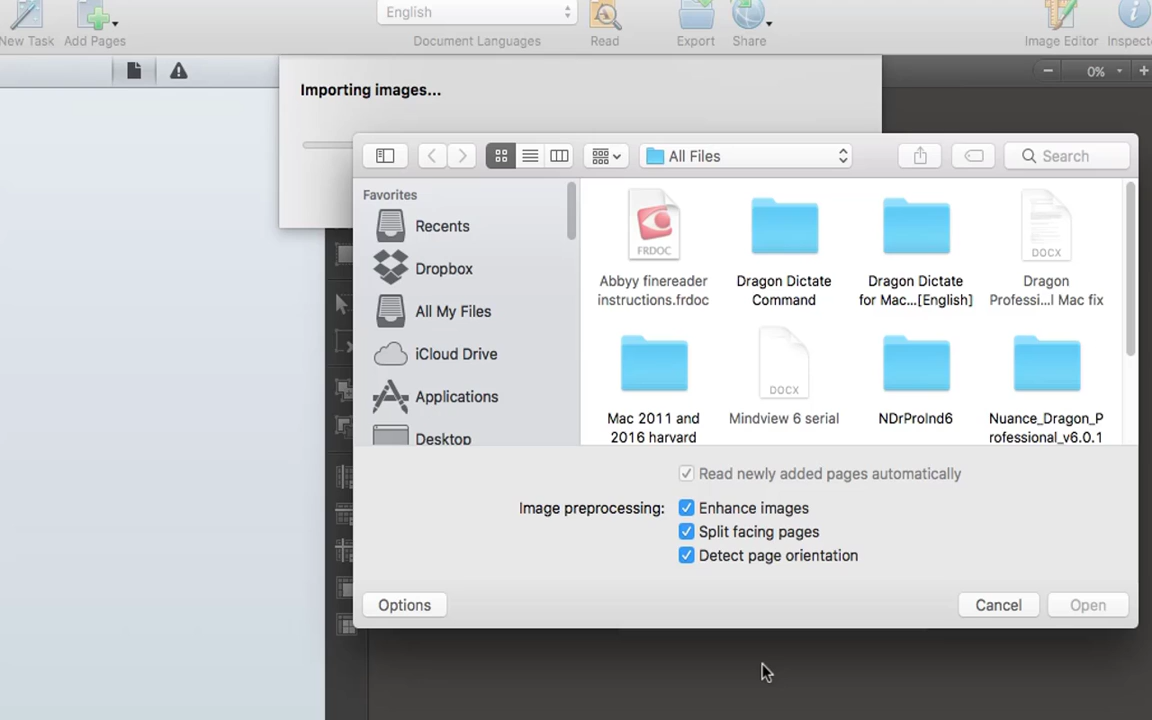 English
New Task
Add Pages
Document Languages
Read
Export
Share
Image Editor
Inspect
0%
Importing images...
All Files
Search
Favorites
Recents
Dropbox
All My Files
iCloud Drive
Applications
Desktop
FRDOC
DOCX
Abbyy finereader
instructions.frdoc
Dragon Dictate
Command
Dragon Dictate
for Mac...[English]
Dragon
Professi...l Mac fix
DOCX
Mac 2011 and
2016 harvard
Mindview 6 serial
NDrProInd6
Nuance_Dragon_P
rofessional_v6.0.1
Read newly added pages automatically
Image preprocessing:
Enhance images
Split facing pages
Detect page orientation
Options
Cancel
Open